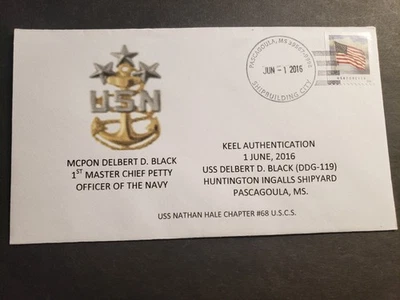 PASCAGOULA, MS
JUN - 1 2016
SHIPBUILDING CITY
USN
MCPON DELBERT D. BLACK
1ST MASTER CHIEF PETTY
OFFICER OF THE NAVY
KEEL AUTHENTICATION
1 JUNE, 2016
USS DELBERT D. BLACK (DDG-119)
HUNTINGTON INGALLS SHIPYARD
PASCAGOULA, MS.
USS NATHAN HALE CHAPTER #68 U.S.C.S.